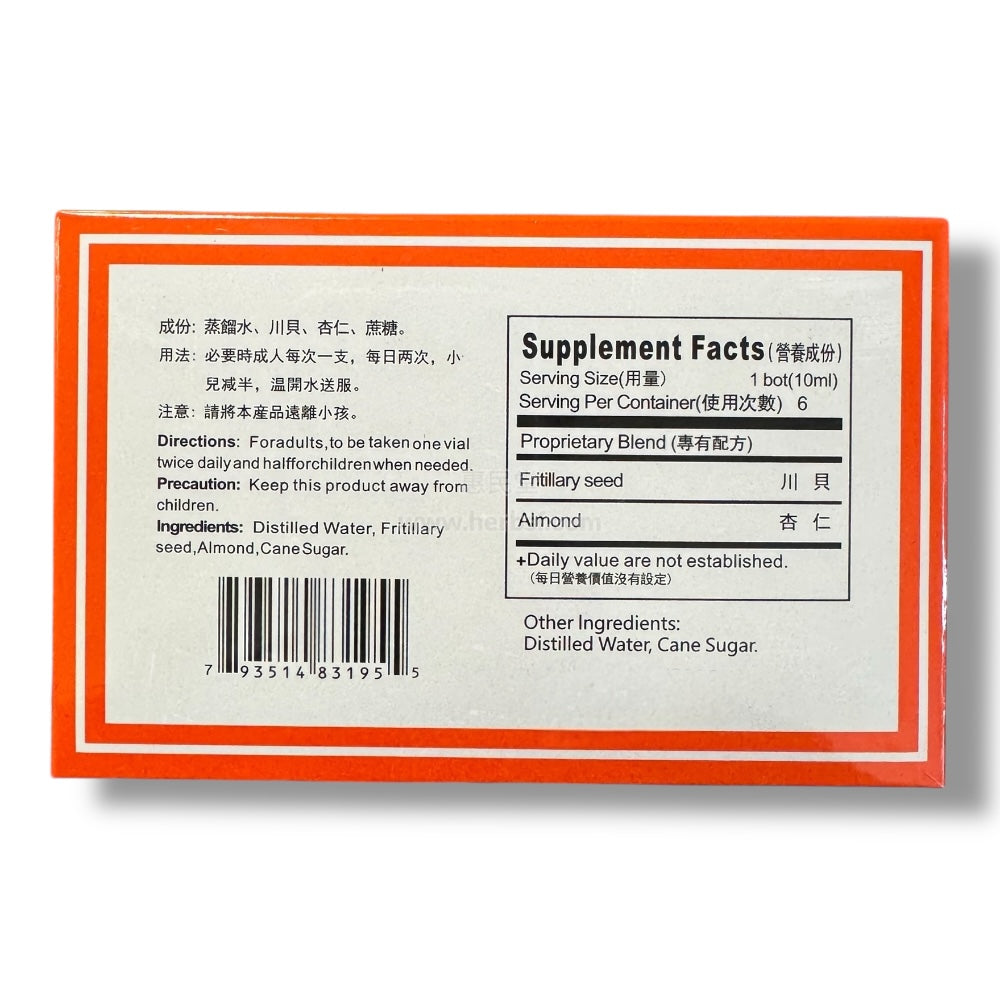 成份: 蒸餾水、川貝、杏仁、蔗糖。
用法: 必要時成人每次一支，每日两次，小
兒减半，温開水送服。
注意: 請將本産品遠離小孩。
Directions: Foradults,to be taken one vial
twice daily and halfforchildren when needed.
Precaution: Keep this product away from
children.
Ingredients: Distilled Water, Fritillary
seed,Almond,Cane Sugar.
7 93514 83195 5
Supplement Facts(營養成份)
Serving Size(用量) 1 bot(10ml)
Serving Per Container(使用次數) 6
Proprietary Blend (專有配方)
Fritillary seed 川 貝
Almond 杏 仁
+Daily value are not established.
(每日營養價值沒有設定)
Other Ingredients:
Distilled Water, Cane Sugar.